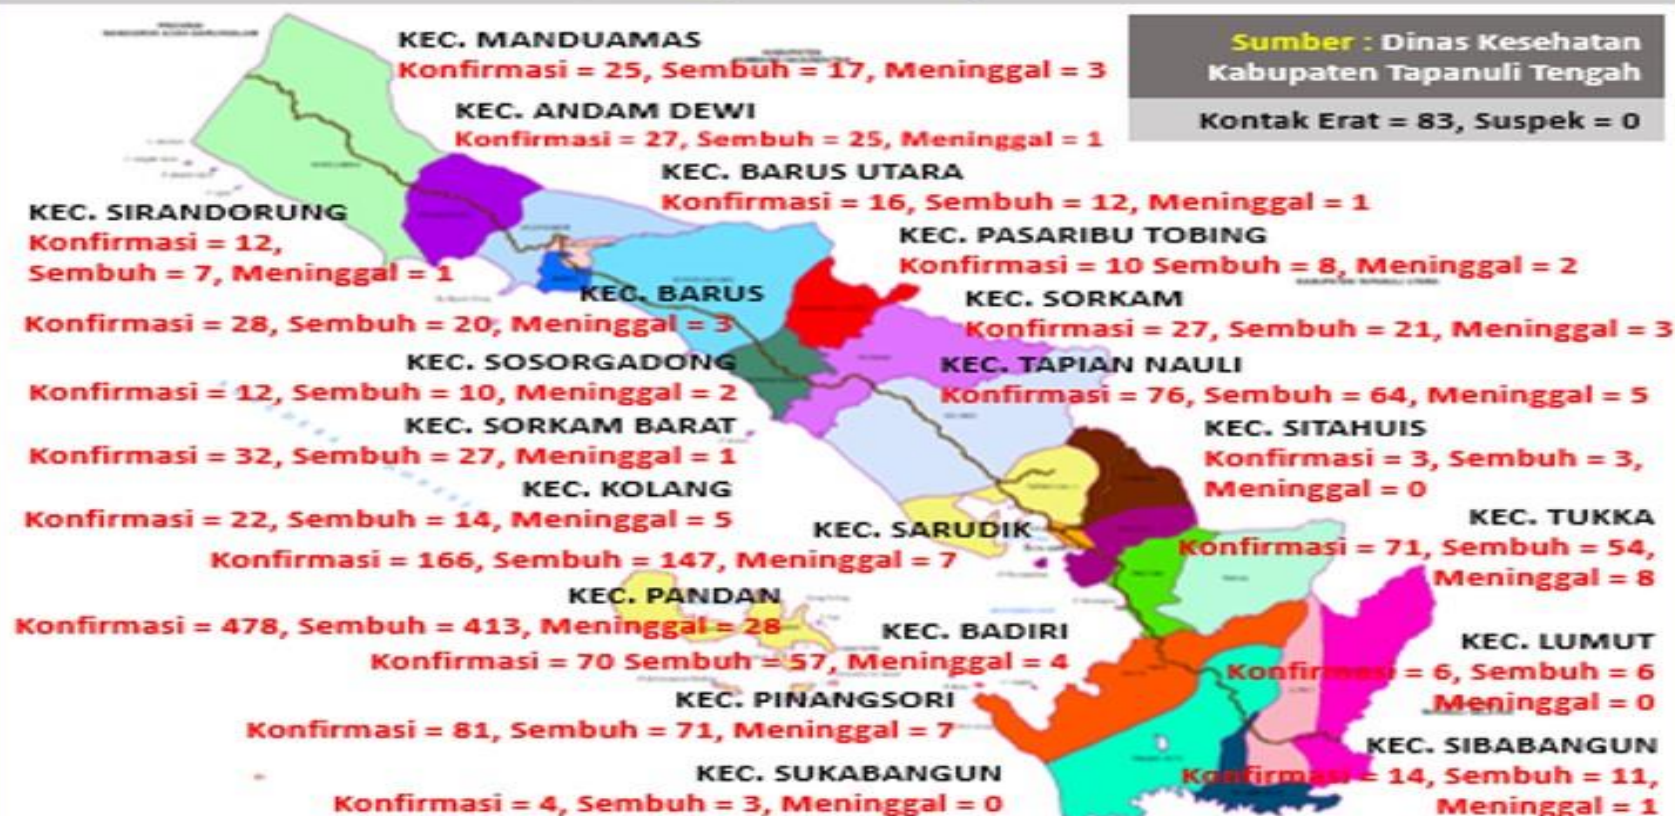 KEC. MANDUAMAS
Konfirmasi = 25, Sembuh = 17, Meninggal = 3
Sumber : Dinas Kesehatan
Kabupaten Tapanuli Tengah
Kontak Erat = 83, Suspek = 0
KEC. ANDAM DEWI
Konfirmasi = 27, Sembuh = 25, Meninggal = 1
KEC. BARUS UTARA
Konfirmasi = 16, Sembuh = 12, Meninggal = 1
KEC. SIRANDORUNG
Konfirmasi = 12,
Sembuh = 7, Meninggal = 1
KEC. PASARIBU TOBING
Konfirmasi = 10 Sembuh = 8, Meninggal = 2
KEC. BARUS
Konfirmasi = 28, Sembuh = 20, Meninggal = 3
KEC. SORKAM
Konfirmasi = 27, Sembuh = 21, Meninggal = 3
KEC. SOSORGADONG
Konfirmasi = 12, Sembuh = 10, Meninggal = 2
KEC. TAPIAN NAULI
Konfirmasi = 76, Sembuh = 64, Meninggal = 5
KEC. SORKAM BARAT
Konfirmasi = 32, Sembuh = 27, Meninggal = 1
KEC. SITAHUIS
Konfirmasi = 3, Sembuh = 3,
Meninggal = 0
KEC. KOLANG
Konfirmasi = 22, Sembuh = 14, Meninggal = 5
KEC. SARUDIK
Konfirmasi = 166, Sembuh = 147, Meninggal = 7
KEC. TUKKA
Konfirmasi = 71, Sembuh = 54,
Meninggal = 8
KEC. PANDAN
Konfirmasi = 478, Sembuh = 413, Meninggal = 28
KEC. BADIRI
Konfirmasi = 70 Sembuh = 57, Meninggal = 4
KEC. LUMUT
Konfirmasi = 6, Sembuh = 6
Meninggal = 0
KEC. PINANGSORI
Konfirmasi = 81, Sembuh = 71, Meninggal = 7
KEC. SIBABANGUN
Konfirmasi = 14, Sembuh = 11,
Meninggal = 1
KEC. SUKABANGUN
Konfirmasi = 4, Sembuh = 3, Meninggal = 0